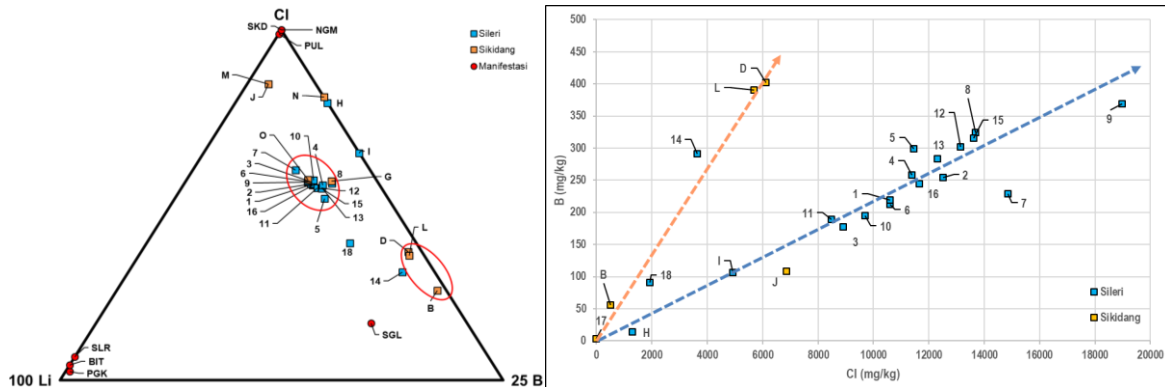 Cl
SKD
NGM
PUL
Sileri
Sikidang
Manifestasi
M
J
N
H
I
O
10
7
4
3
8
G
6
9
2
12
1
15
16
13
11
5
18
L
D
14
B
SGL
SLR
BIT
PGK
100 Li
25 B
B (mg/kg)
500
450
400
350
300
250
200
150
100
50
0
D
L
8
9
12
15
14
5
13
4
2
16
7
1
6
11
10
3
I
J
B
18
17
H
Sileri
Sikidang
0
2000
4000
6000
8000
10000
12000
14000
16000
18000
20000
Cl (mg/kg)